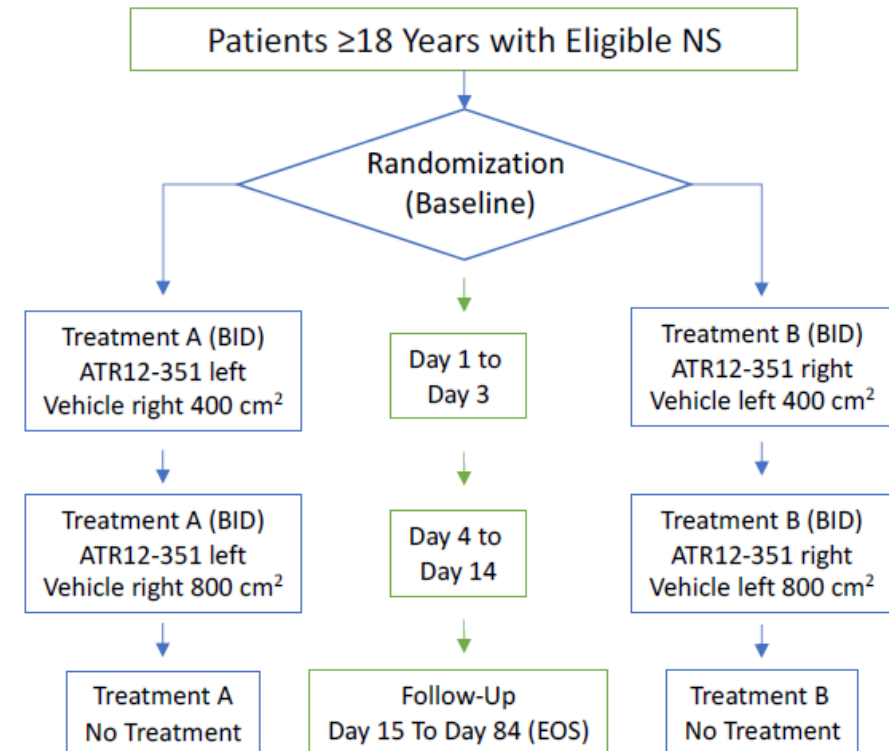 Patients ≥18 Years with Eligible NS
Randomization
(Baseline)
Treatment A (BID)
ATR12-351 left
Vehicle right 400 cm²
Day 1 to
Day 3
Treatment B (BID)
ATR12-351 right
Vehicle left 400 cm²
Treatment A (BID)
ATR12-351 left
Vehicle right 800 cm²
Day 4 to
Day 14
Treatment B (BID)
ATR12-351 right
Vehicle left 800 cm²
Treatment A
No Treatment
Follow-Up
Day 15 To Day 84 (EOS)
Treatment B
No Treatment